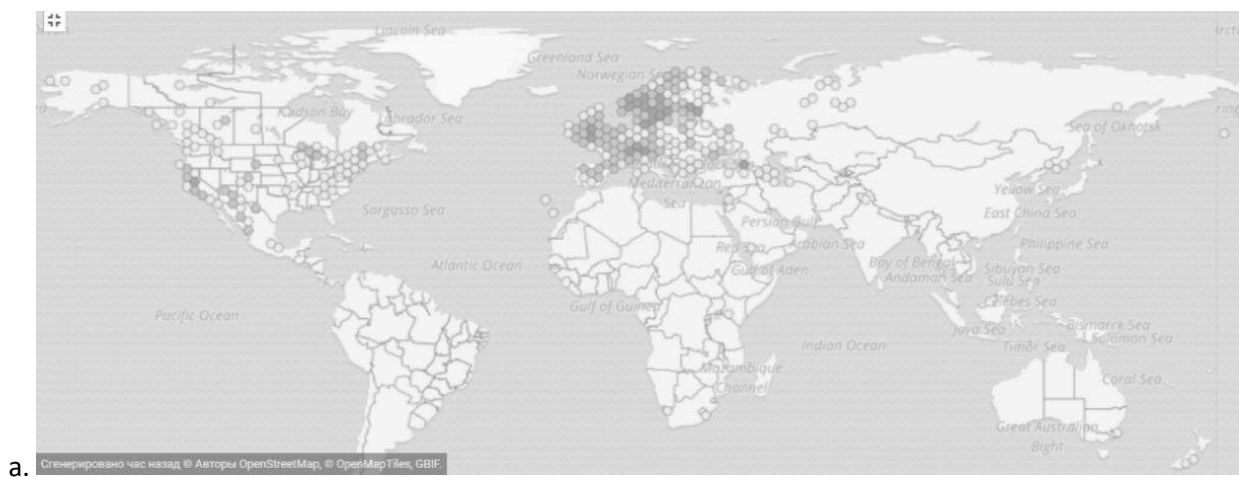 Lincoln Sea
Greenland Sea
Norwegian Sea
Hudson Bay
Labrador Sea
Sea of Okhotsk
Mediterranean
Sea
Yellow Sea
East China Sea
Sargasso Sea
Persian Gulf
Red Sea
Arabian Sea
Philippine Sea
Atlantic Ocean
Bay of Bengal
Gulf of Aden
Andaman Sea
Sibuyan Sea
Sulu Sea
Celebes Sea
Gulf of Guinea
Pacific Ocean
Bismarck Sea
Java Sea
Solomon Sea
Indian Ocean
Timor Sea
Mozambique
Channel
Coral Sea
Great Australian
Bight
a. Сгенерировано час назад © Авторы OpenStreetMap, © OpenMapTiles, GBIF.